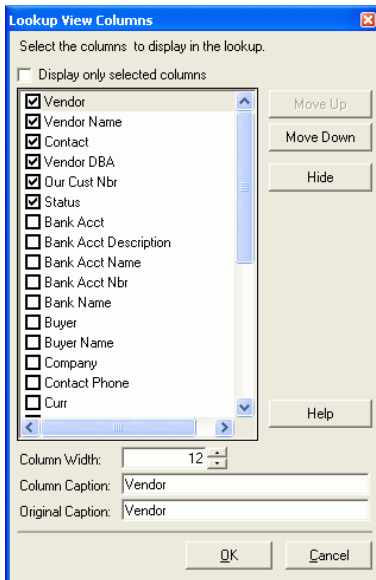 Lookup View Columns
Select the columns to display in the lookup.
Display only selected columns
Vendor
Vendor Name
Contact
Vendor DBA
Our Cust Nbr
Status
Bank Acct
Bank Acct Description
Bank Acct Name
Bank Acct Nbr
Bank Name
Buyer
Buyer Name
Company
Contact Phone
Curr
Move Up
Move Down
Hide
Help
Column Width: 12
Column Caption: Vendor
Original Caption: Vendor
OK Cancel